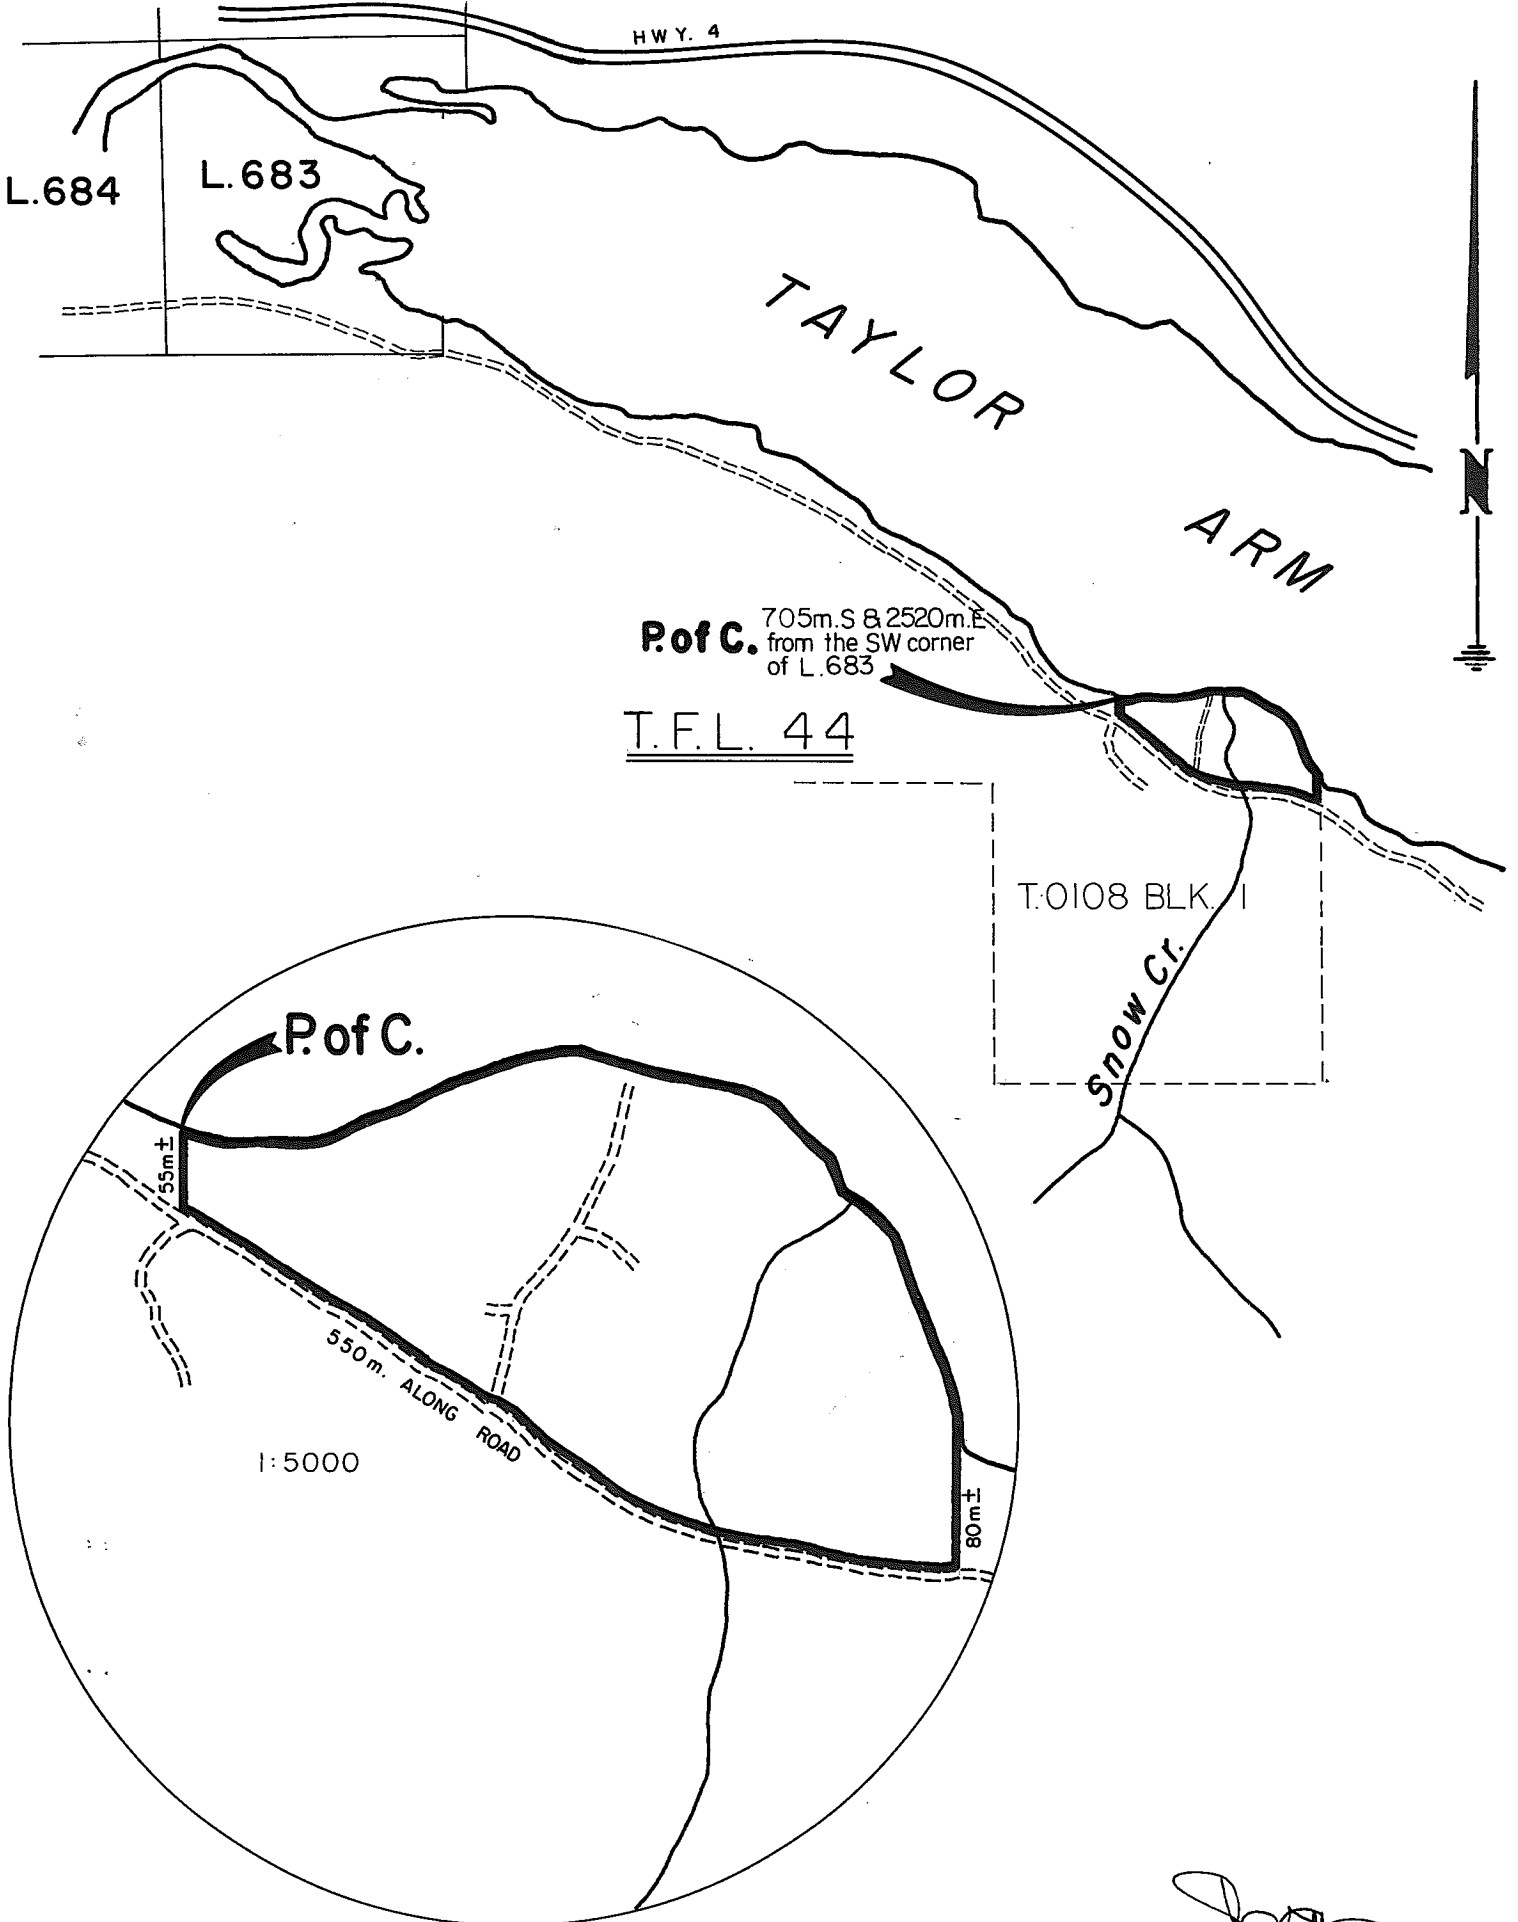 HWY. 4
L.684
L.683
TAYLOR
ARM
N
P. of C.
705m.S & 2520m.E
from the SW corner
of L.683
T.F.L. 44
T.0108 BLK. 1
Snow Cr.
P. of C.
55m±
550m. ALONG ROAD
1:5000
80m±